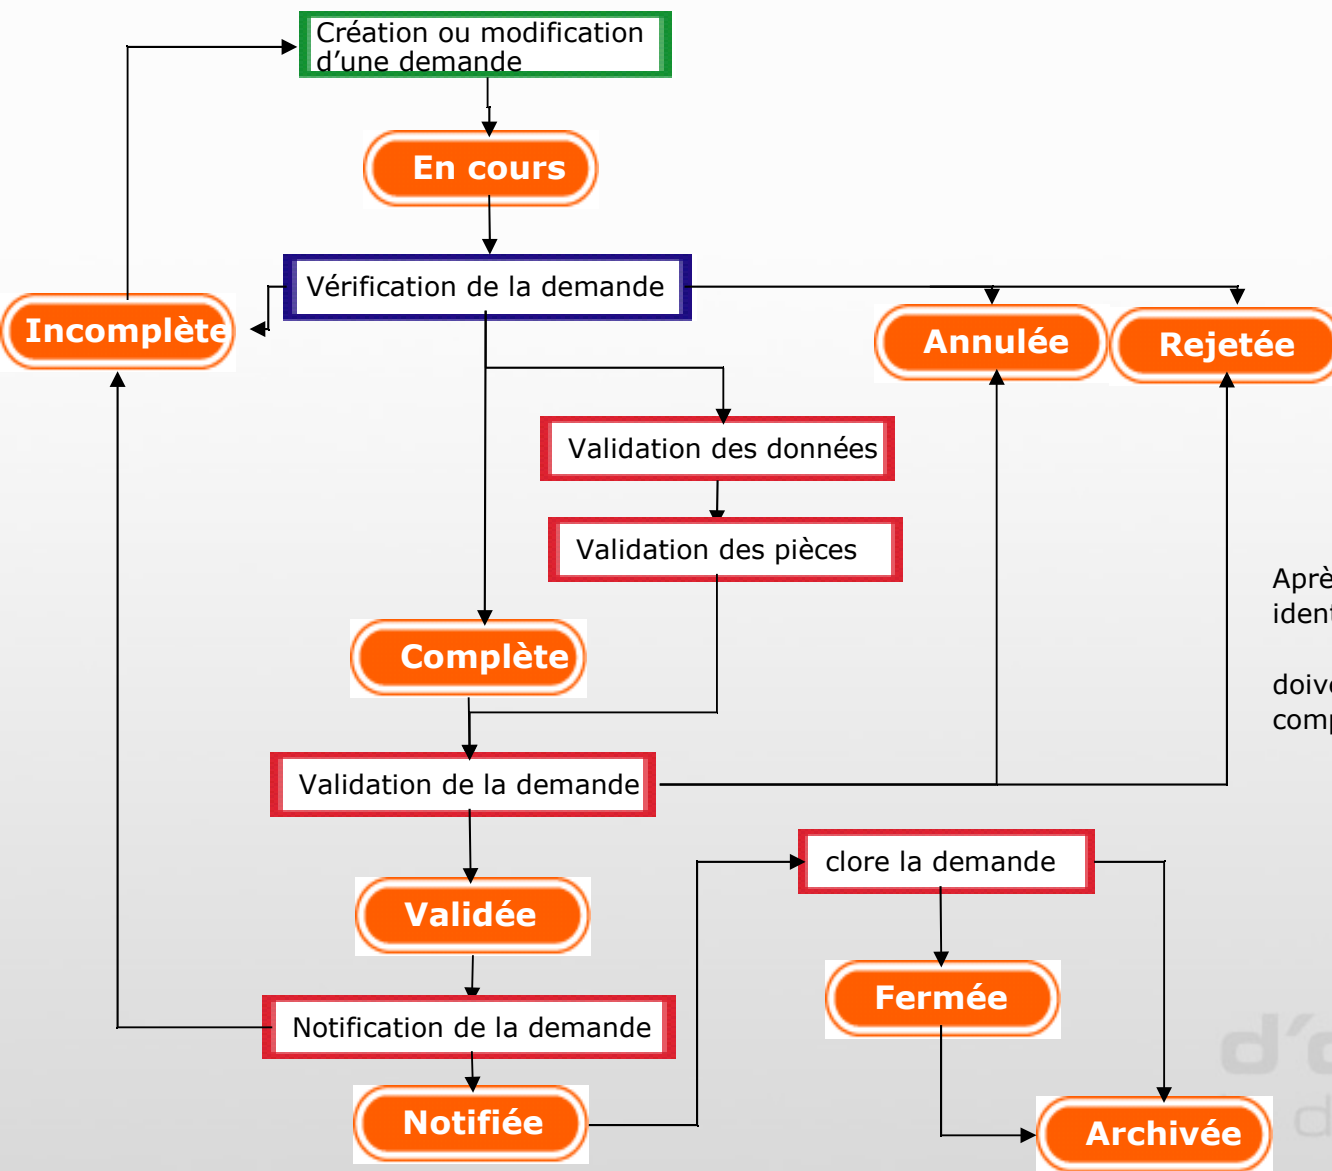 Création ou modification
d’une demande
En cours
Vérification de la demande
Incomplète
Annulée
Rejetée
Validation des données
Validation des pièces
Complète
Validation de la demande
clore la demande
Validée
Fermée
Notification de la demande
Notifiée
Archivée